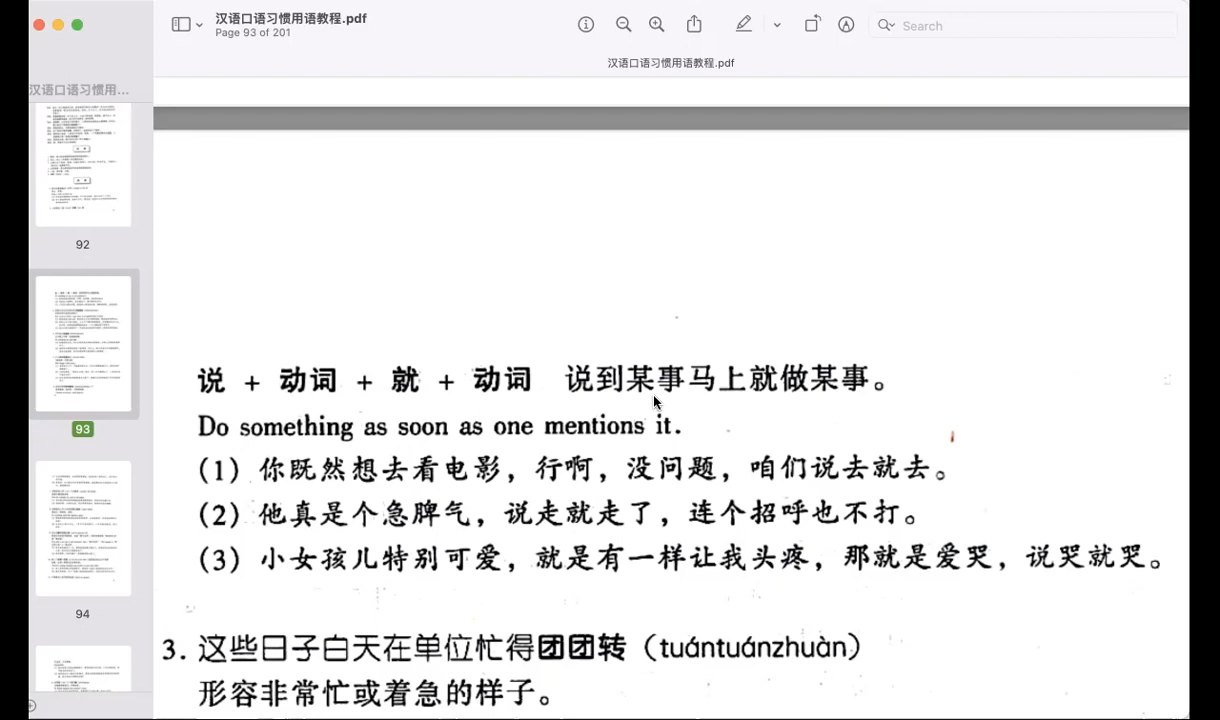 汉语口语习惯用语教程.pdf
Page 93 of 201
Search
汉语口语习惯用语教程.pdf
汉语口语习惯用...
92
93
94
说 + 动词 + 就 + 动词 说到某事马上就做某事。
Do something as soon as one mentions it.
(1) 你既然想去看电影，行啊，没问题，咱们说去就去。
(2) 他真是个急脾气，说走就走了，连个招呼也不打。
(3) 小女孩儿特别可爱，就是有一样让我头疼，那就是爱哭，说哭就哭。
3. 这些日子白天在单位忙得团团转（tuántuánzhuàn）
形容非常忙或着急的样子。